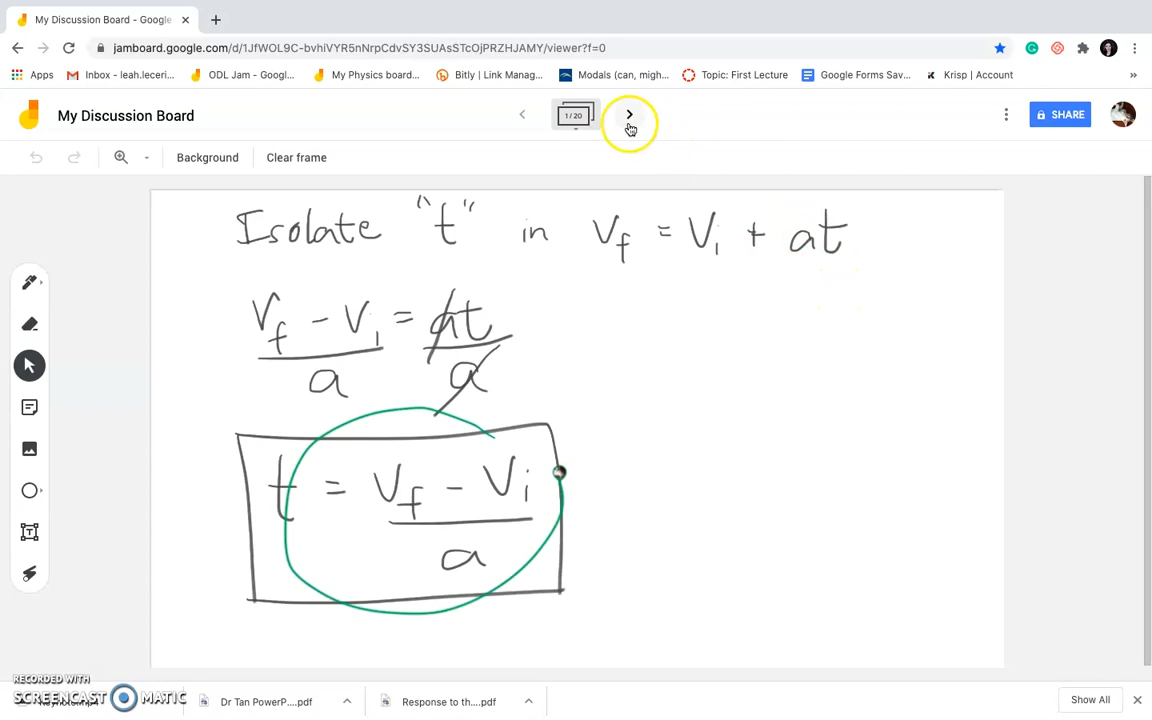 My Discussion Board - Google
jamboard.google.com/d/1JfWOL9C-bvhiVYR5nNrpCdvSY3SUAsSTcOjPRZHJAMY/viewer?f=0
Apps
Inbox - leah.leceri...
ODL Jam - Googl...
My Physics board...
Bitly | Link Manag...
Modals (can, migh...
Topic: First Lecture
Google Forms Sav...
Krisp | Account
»
My Discussion Board
1 / 20
SHARE
Background
Clear frame
Isolate "t" in Vf = Vi + at
Vf - Vi = at
a a
t = Vf - Vi
a
RECORDED WITH
SCREENCAST MATIC
Dr Tan PowerP....pdf
Response to th....pdf
Show All